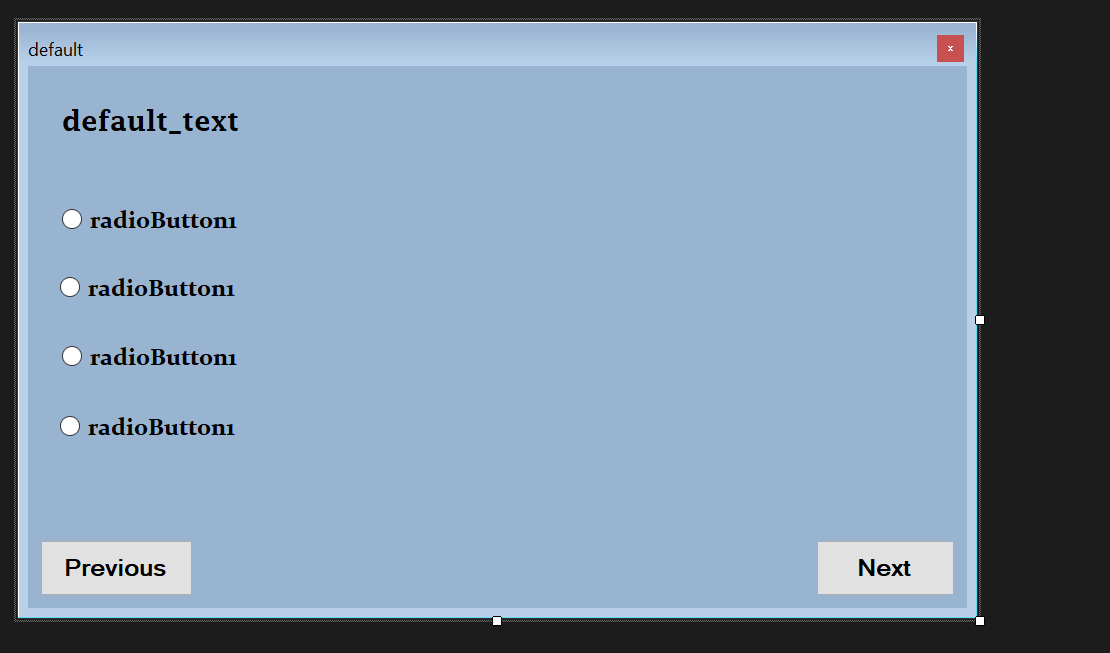 default
x
default_text
radioButton1
radioButton1
radioButton1
radioButton1
Previous
Next